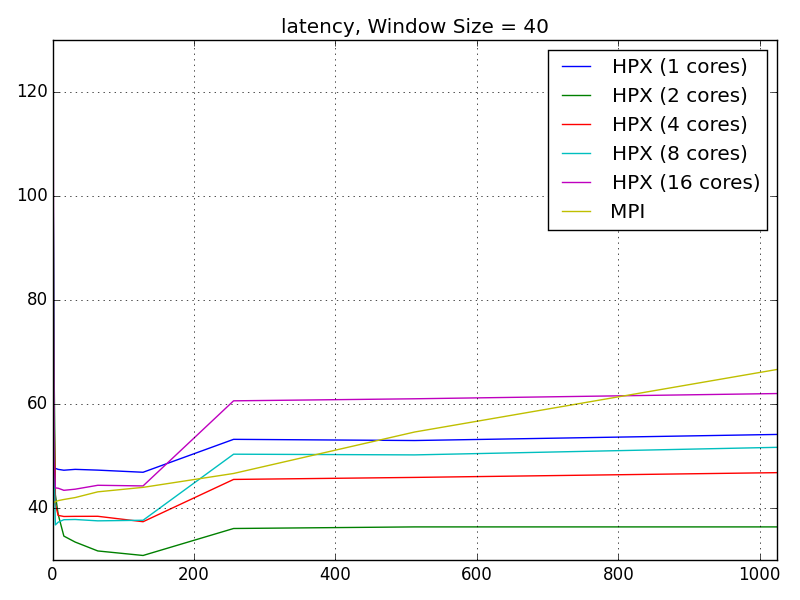 latency, Window Size = 40
HPX (1 cores)
HPX (2 cores)
HPX (4 cores)
HPX (8 cores)
HPX (16 cores)
MPI
120
100
80
60
40
0 200 400 600 800 1000